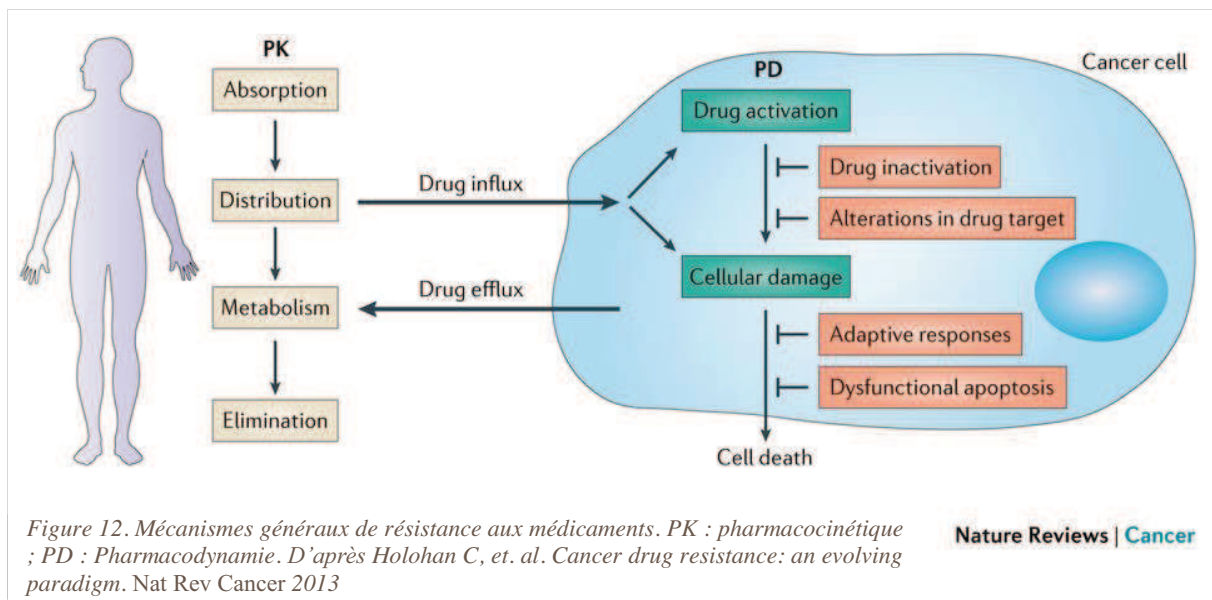 PK
Absorption
Distribution
Metabolism
Elimination
Drug influx
Drug efflux
Cancer cell
PD
Drug activation
Drug inactivation
Alterations in drug target
Cellular damage
Adaptive responses
Dysfunctional apoptosis
Cell death
Figure 12. Mécanismes généraux de résistance aux médicaments. PK : pharmacocinétique
; PD : Pharmacodynamie. D'après Holohan C, et. al. Cancer drug resistance: an evolving
paradigm. Nat Rev Cancer 2013
Nature Reviews | Cancer